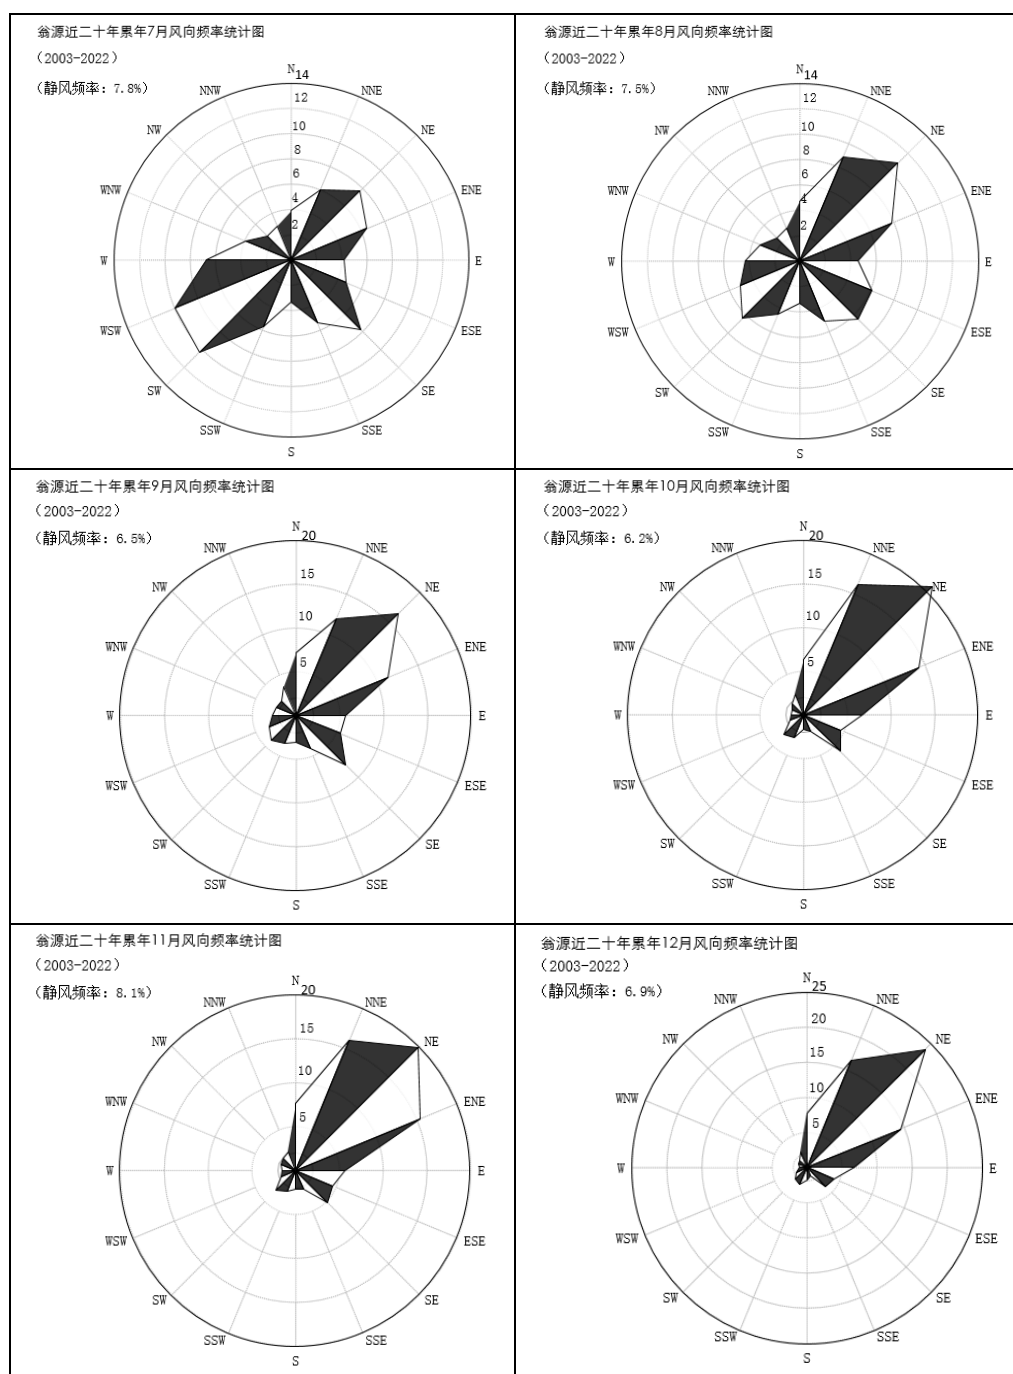 翁源近二十年累年7月风向频率统计图
（2003-2022）
（静风频率：7.8%）
N
14
12
10
8
6
4
2
NNE
NE
ENE
E
ESE
SE
SSE
S
SSW
SW
WSW
W
WNW
NW
NNW
翁源近二十年累年8月风向频率统计图
（2003-2022）
（静风频率：7.5%）
N
14
12
10
8
6
4
2
NNE
NE
ENE
E
ESE
SE
SSE
S
SSW
SW
WSW
W
WNW
NW
NNW
翁源近二十年累年9月风向频率统计图
（2003-2022）
（静风频率：6.5%）
N
20
15
10
5
NNE
NE
ENE
E
ESE
SE
SSE
S
SSW
SW
WSW
W
WNW
NW
NNW
翁源近二十年累年10月风向频率统计图
（2003-2022）
（静风频率：6.2%）
N
20
15
10
5
NNE
NE
ENE
E
ESE
SE
SSE
S
SSW
SW
WSW
W
WNW
NW
NNW
翁源近二十年累年11月风向频率统计图
（2003-2022）
（静风频率：8.1%）
N
20
15
10
5
NNE
NE
ENE
E
ESE
SE
SSE
S
SSW
SW
WSW
W
WNW
NW
NNW
翁源近二十年累年12月风向频率统计图
（2003-2022）
（静风频率：6.9%）
N
25
20
15
10
5
NNE
NE
ENE
E
ESE
SE
SSE
S
SSW
SW
WSW
W
WNW
NW
NNW